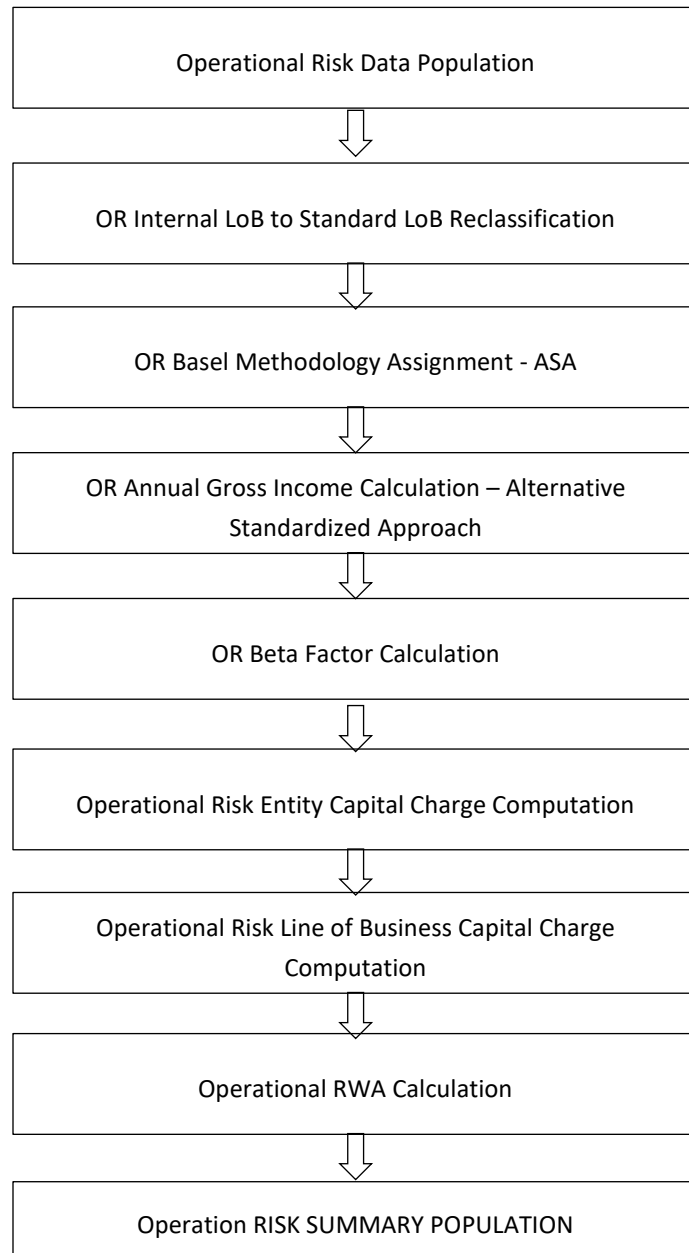 Operational Risk Data Population
OR Internal LoB to Standard LoB Reclassification
OR Basel Methodology Assignment - ASA
OR Annual Gross Income Calculation – Alternative
Standardized Approach
OR Beta Factor Calculation
Operational Risk Entity Capital Charge Computation
Operational Risk Line of Business Capital Charge
Computation
Operational RWA Calculation
Operation RISK SUMMARY POPULATION